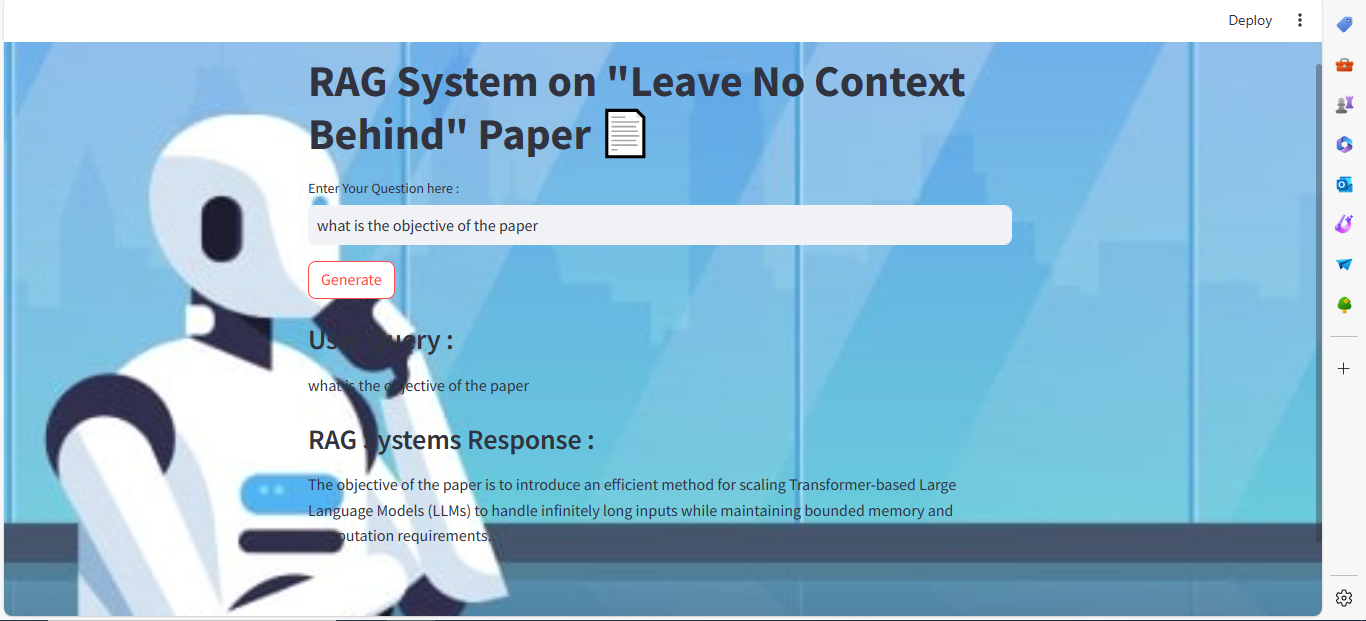 Deploy
RAG System on "Leave No Context
Behind" Paper
Enter Your Question here :
what is the objective of the paper
Generate
User Query :
what is the objective of the paper
RAG Systems Response :
The objective of the paper is to introduce an efficient method for scaling Transformer-based Large
Language Models (LLMs) to handle infinitely long inputs while maintaining bounded memory and
computation requirements.